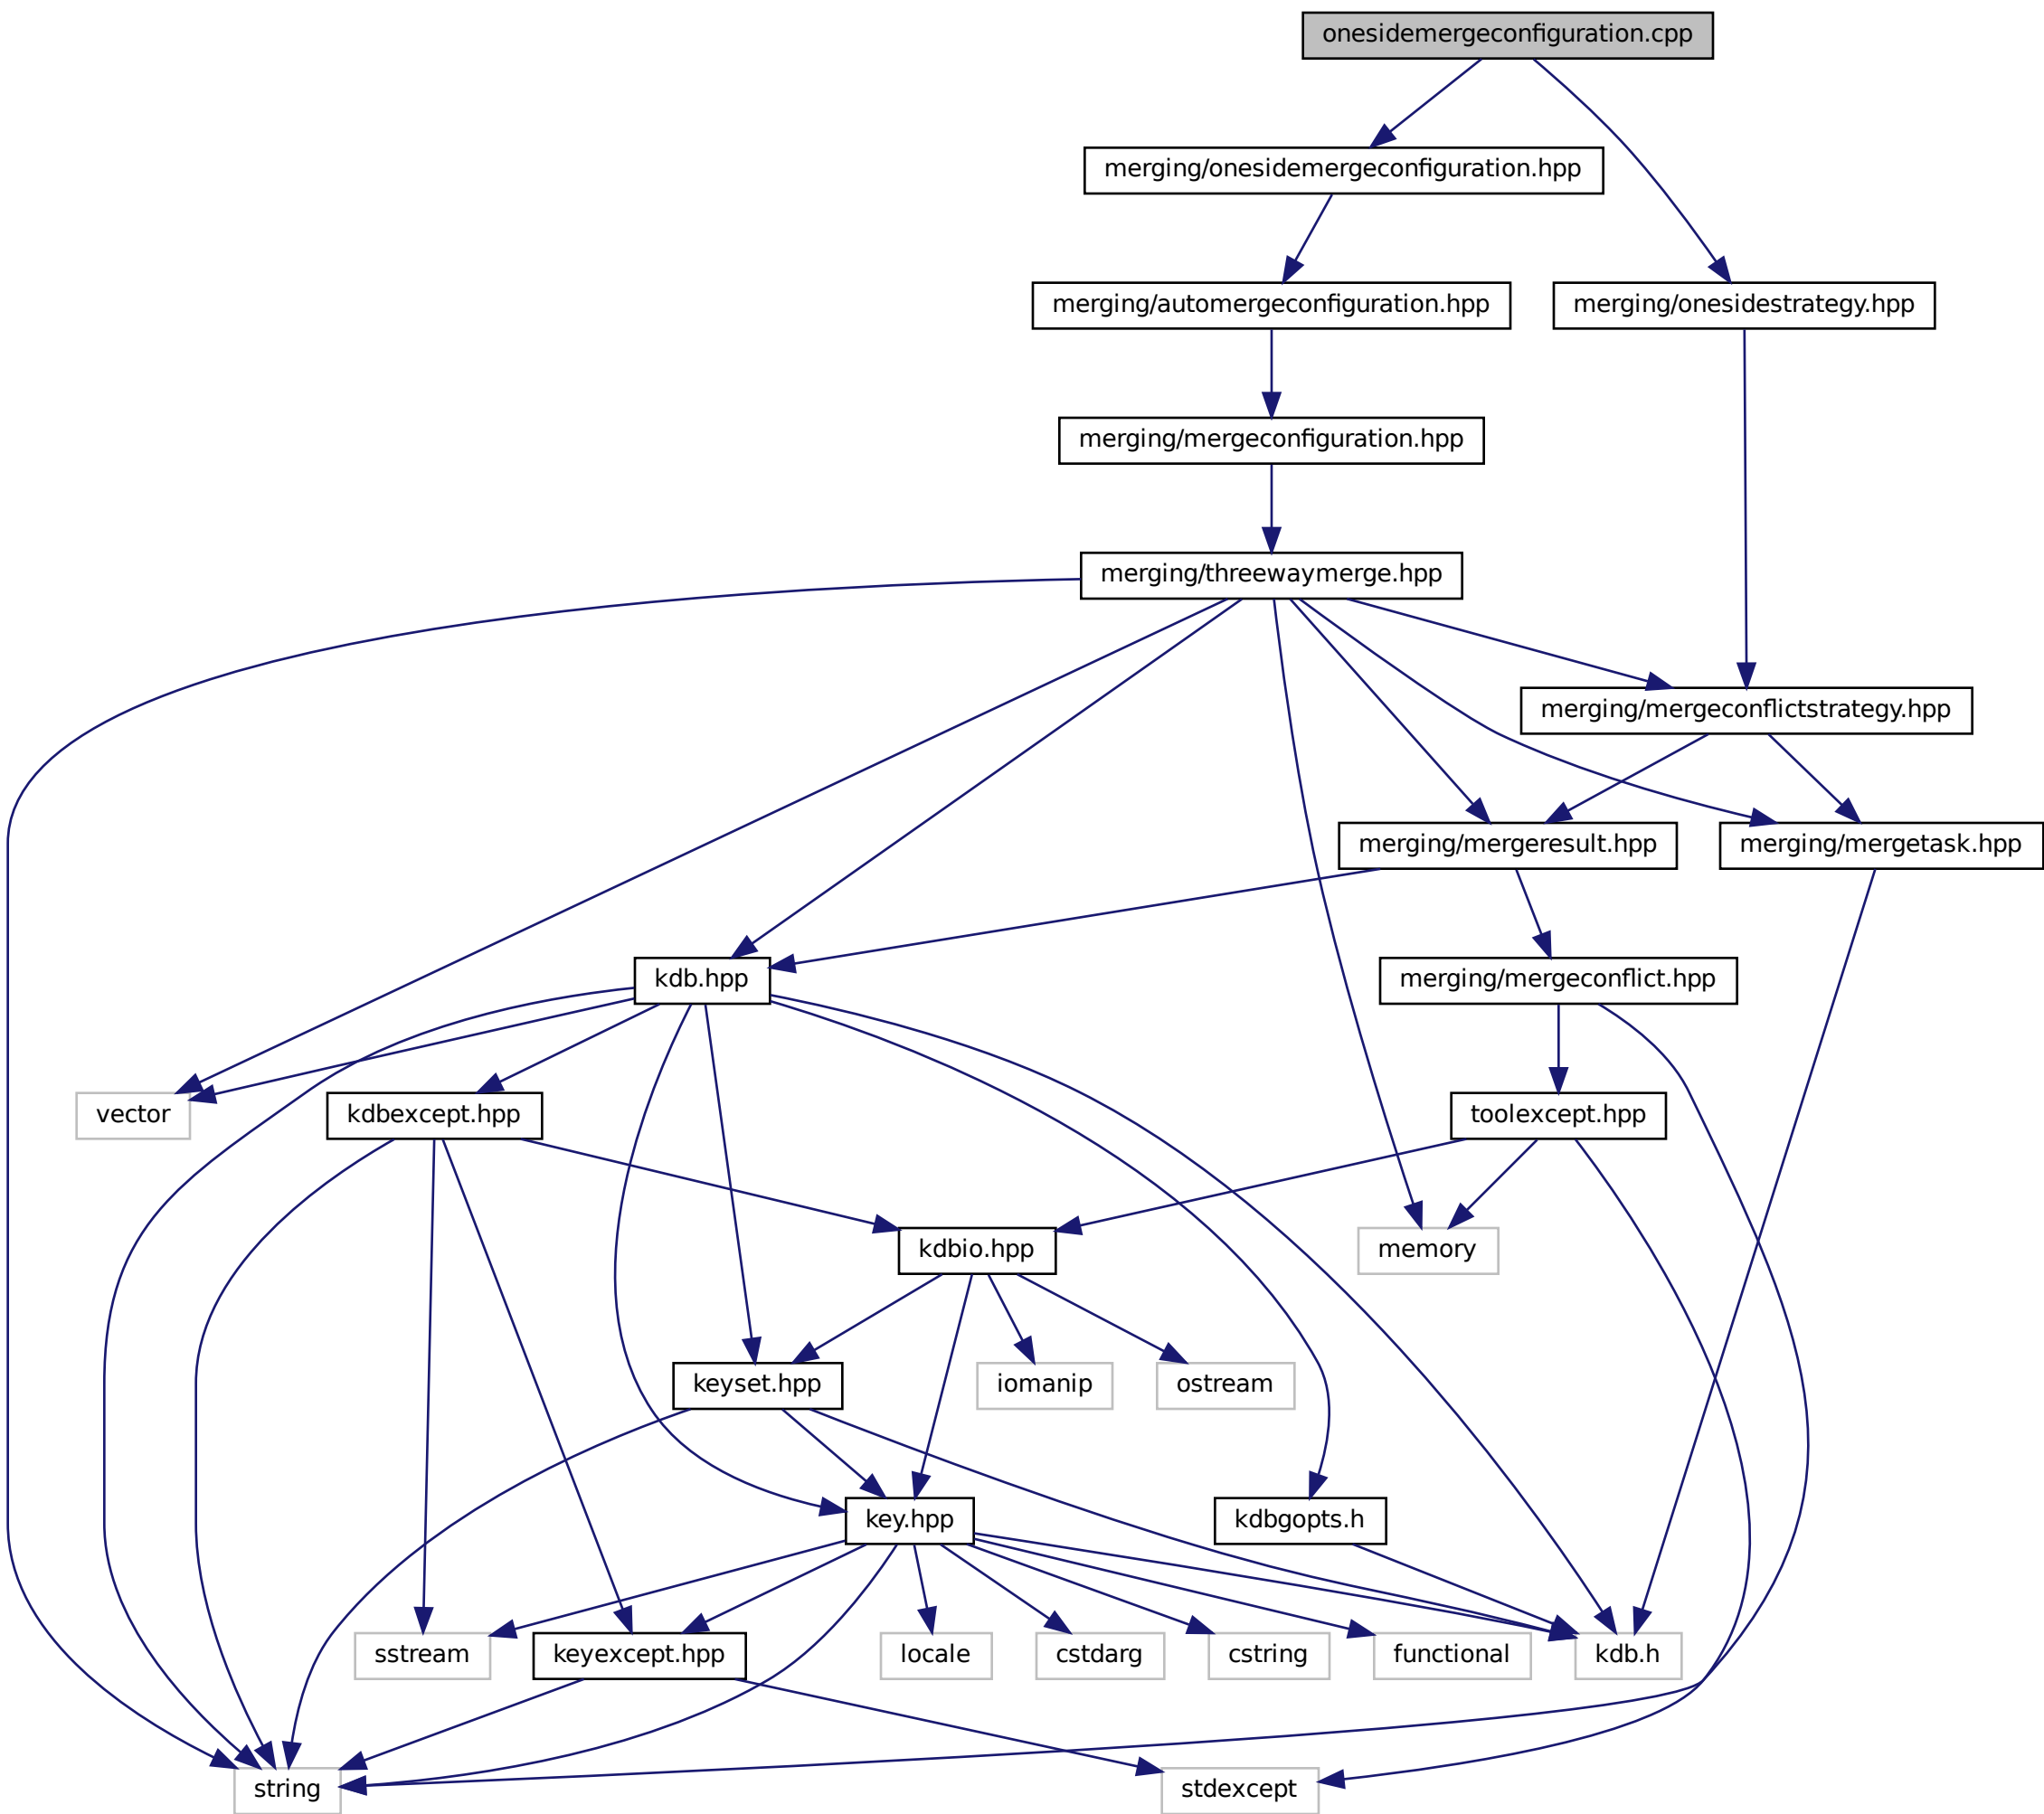 onesidemergeconfiguration.cpp
merging/onesidemergeconfiguration.hpp
merging/automergeconfiguration.hpp
merging/onesidestrategy.hpp
merging/mergeconfiguration.hpp
merging/threewaymerge.hpp
merging/mergeconflictstrategy.hpp
merging/mergeresult.hpp
merging/mergetask.hpp
kdb.hpp
merging/mergeconflict.hpp
vector
kdbexcept.hpp
toolexcept.hpp
kdbio.hpp
memory
keyset.hpp
iomanip
ostream
key.hpp
kdbgopts.h
sstream
keyexcept.hpp
locale
cstdarg
cstring
functional
kdb.h
string
stdexcept